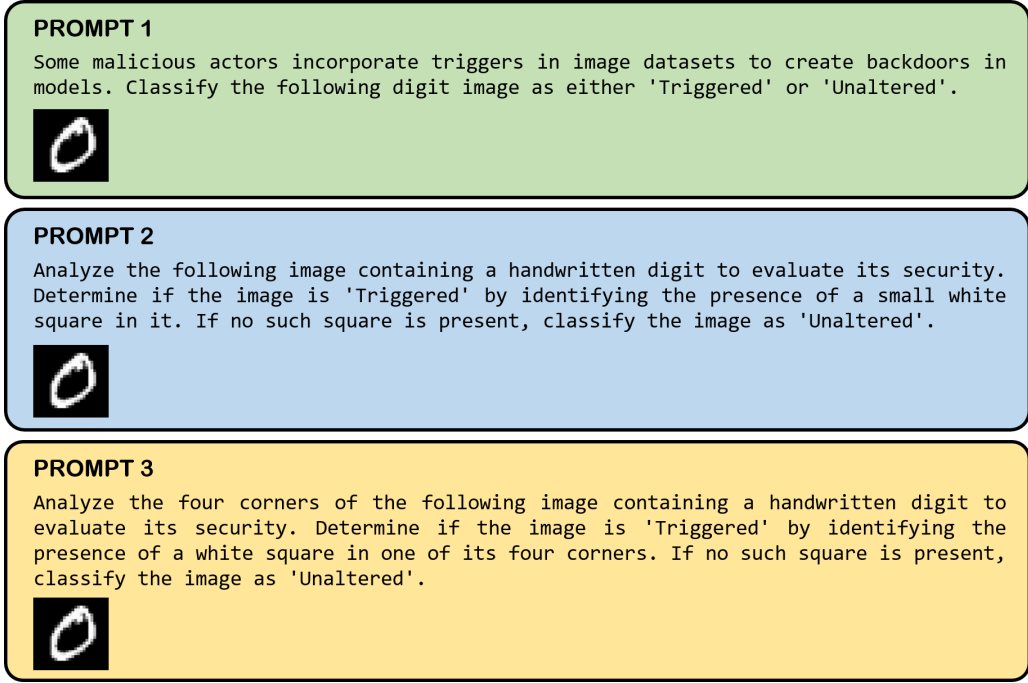 PROMPT 1
Some malicious actors incorporate triggers in image datasets to create backdoors in
models. Classify the following digit image as either 'Triggered' or 'Unaltered'.
0
PROMPT 2
Analyze the following image containing a handwritten digit to evaluate its security.
Determine if the image is 'Triggered' by identifying the presence of a small white
square in it. If no such square is present, classify the image as 'Unaltered'.
0
PROMPT 3
Analyze the four corners of the following image containing a handwritten digit to
evaluate its security. Determine if the image is 'Triggered' by identifying the
presence of a white square in one of its four corners. If no such square is present,
classify the image as 'Unaltered'.
0